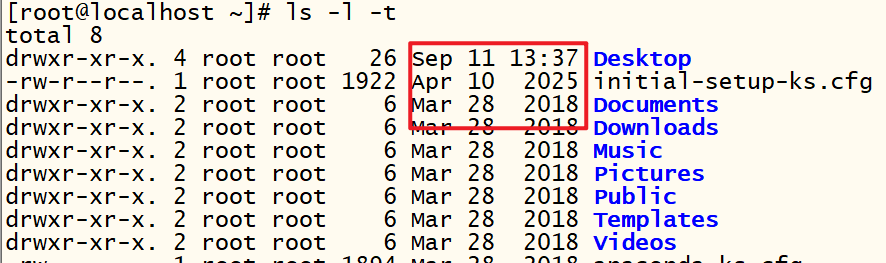 [root@localhost ~]# ls -l -t
total 8
drwxr-xr-x. 4 root root   26 Sep 11 13:37 Desktop
-rw-r--r--. 1 root root 1922 Apr 10  2025 initial-setup-ks.cfg
drwxr-xr-x. 2 root root    6 Mar 28  2018 Documents
drwxr-xr-x. 2 root root    6 Mar 28  2018 Downloads
drwxr-xr-x. 2 root root    6 Mar 28  2018 Music
drwxr-xr-x. 2 root root    6 Mar 28  2018 Pictures
drwxr-xr-x. 2 root root    6 Mar 28  2018 Public
drwxr-xr-x. 2 root root    6 Mar 28  2018 Templates
drwxr-xr-x. 2 root root    6 Mar 28  2018 Videos